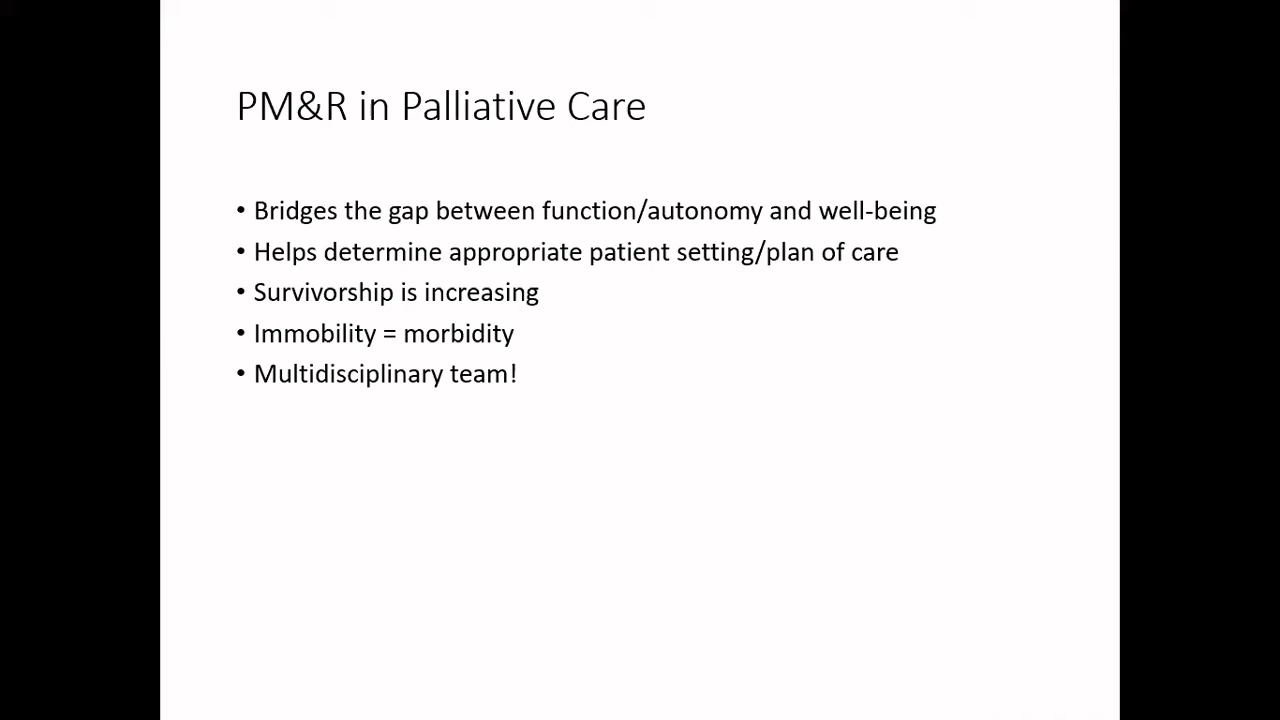 PM&R in Palliative Care
• Bridges the gap between function/autonomy and well-being
• Helps determine appropriate patient setting/plan of care
• Survivorship is increasing
• Immobility = morbidity
• Multidisciplinary team!